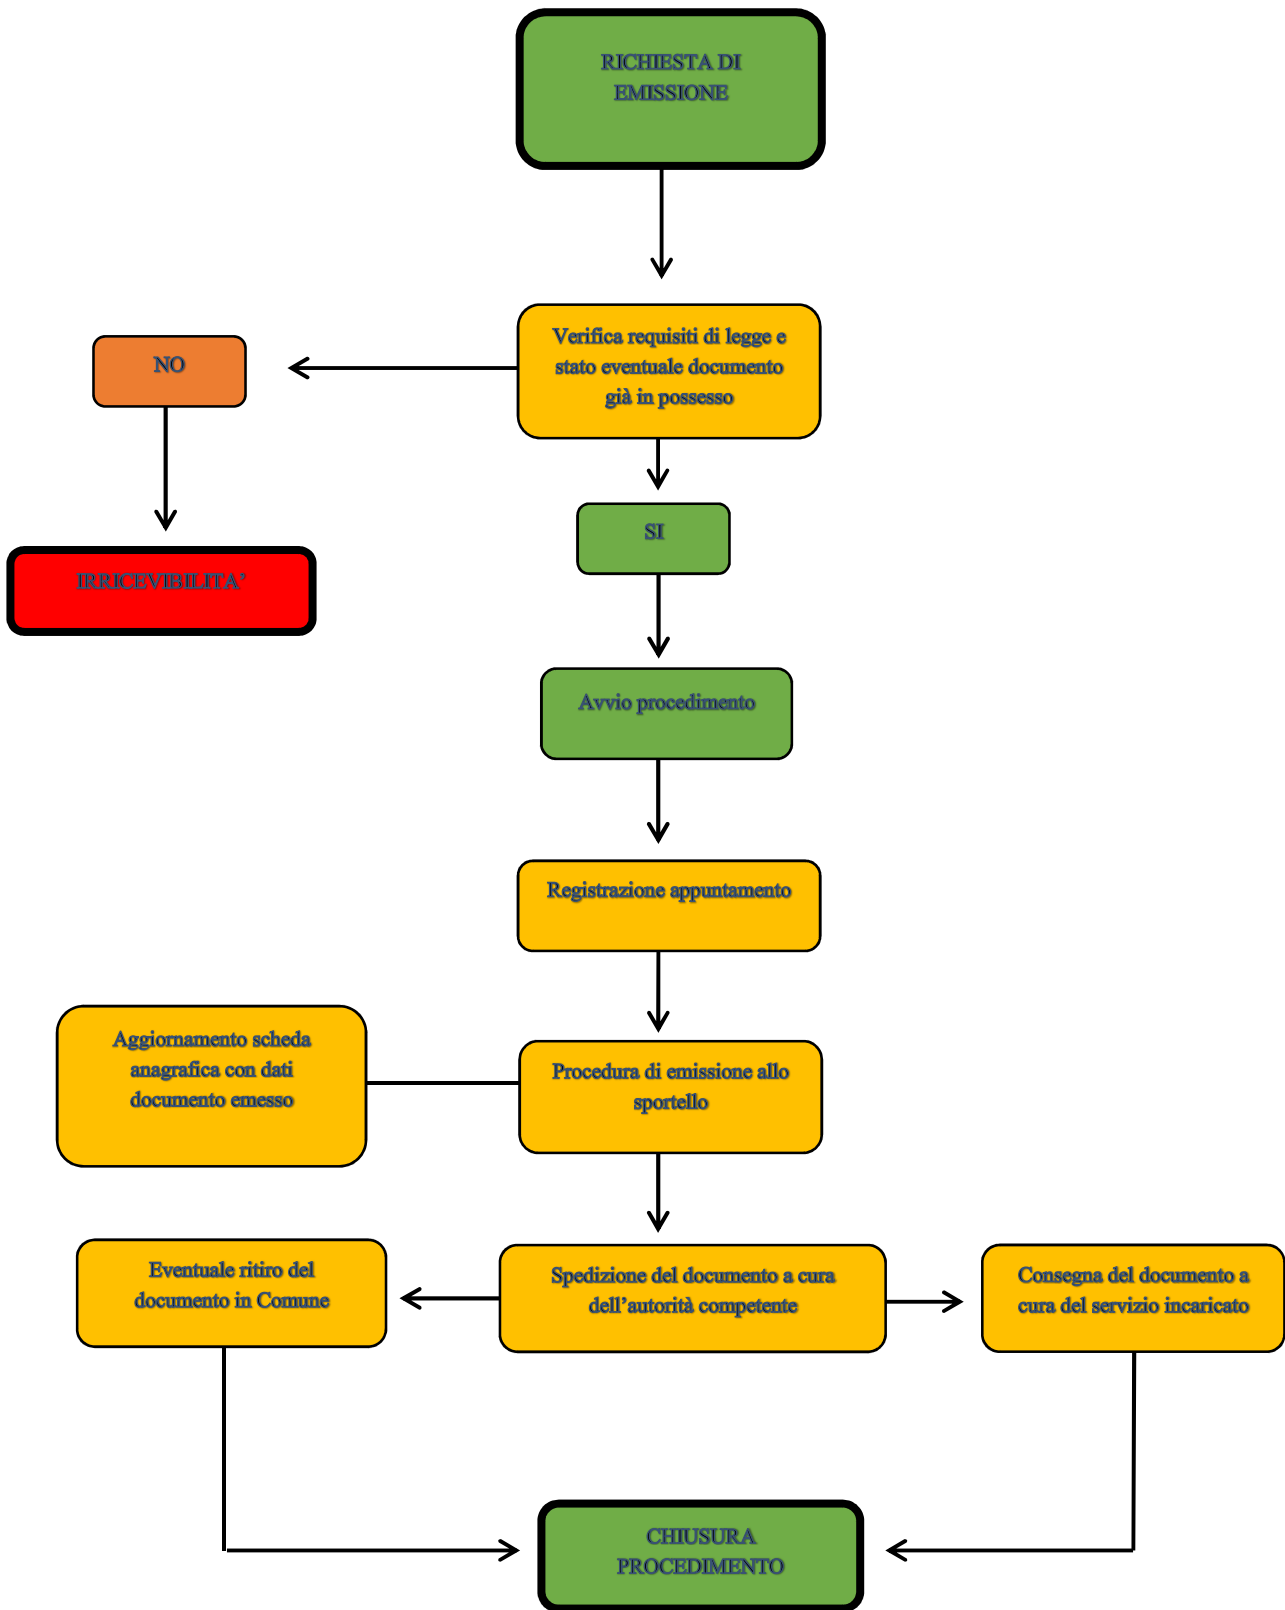 RICHIESTA DI
EMISSIONE
Verifica requisiti di legge e
stato eventuale documento
già in possesso
NO
SI
IRRICEVIBILITA’
Avvio procedimento
Registrazione appuntamento
Aggiornamento scheda
anagrafica con dati
documento emesso
Procedura di emissione allo
sportello
Eventuale ritiro del
documento in Comune
Spedizione del documento a cura
dell’autorità competente
Consegna del documento a
cura del servizio incaricato
CHIUSURA
PROCEDIMENTO